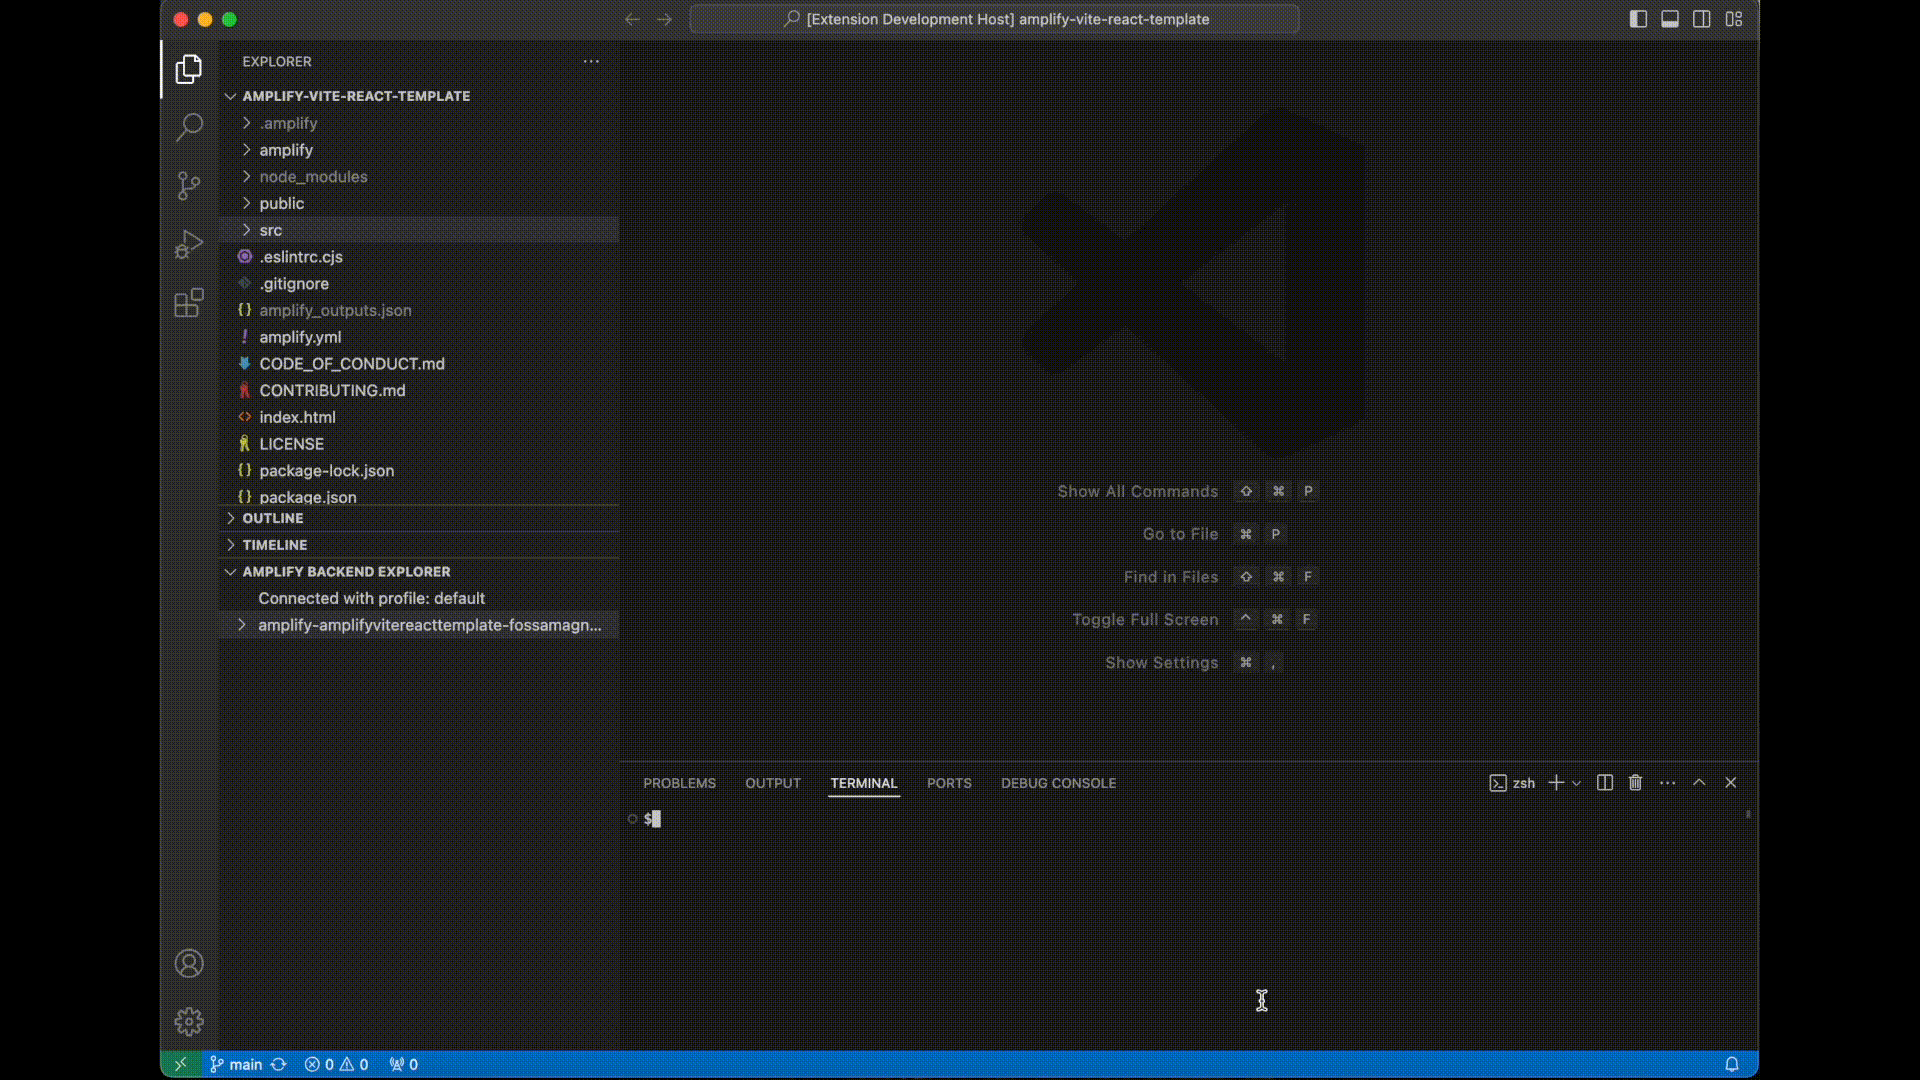 [Extension Development Host] amplify-vite-react-template
EXPLORER
AMPLIFY-VITE-REACT-TEMPLATE
.amplify
amplify
node_modules
public
src
.eslintrc.cjs
.gitignore
amplify_outputs.json
amplify.yml
CODE_OF_CONDUCT.md
CONTRIBUTING.md
index.html
LICENSE
package-lock.json
package.json
OUTLINE
TIMELINE
AMPLIFY BACKEND EXPLORER
Connected with profile: default
amplify-amplifyvitereacttemplate-fossamagn...
Show All Commands ⇧ ⌘ P
Go to File ⌘ P
Find in Files ⇧ ⌘ F
Toggle Full Screen ^ ⌘ F
Show Settings ⌘ ,
PROBLEMS OUTPUT TERMINAL PORTS DEBUG CONSOLE zsh
$
main 0 0 0